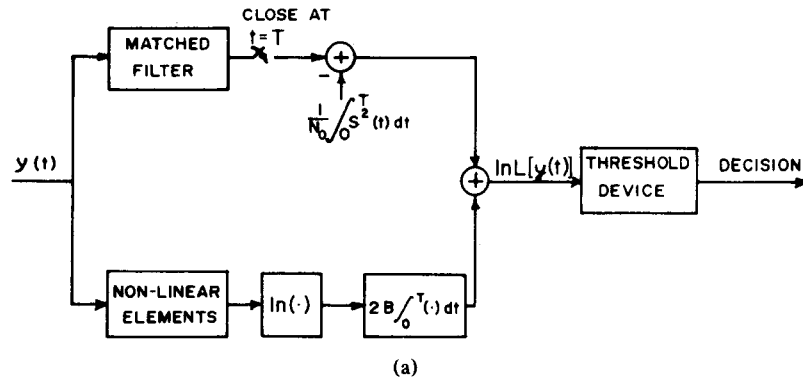 CLOSE AT
t=T
MATCHED
FILTER
−
1/N₀ ∫₀ᵀ S²(t) dt
y(t)
lnL[y(t)]
THRESHOLD
DEVICE
DECISION
NON-LINEAR
ELEMENTS
ln(·)
2B ∫₀ᵀ (·) dt
(a)